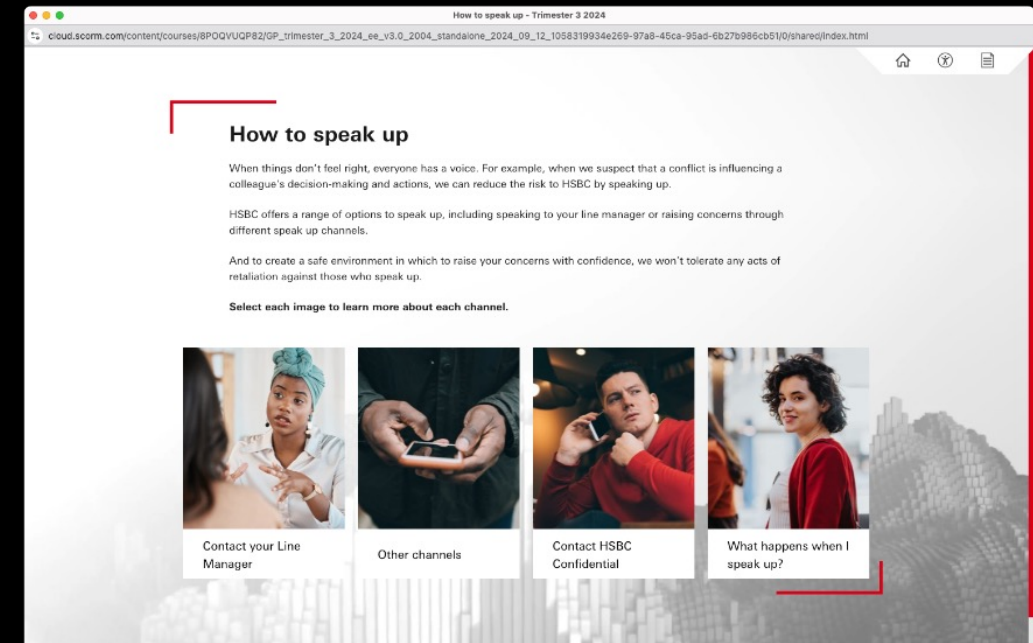 How to speak up - Trimester 3 2024
cloud.scorm.com/content/courses/8POQVUQP82/GP_trimester_3_2024_ee_v3.0_2004_standalone_2024_09_12_1058319934e269-97a8-45ca-95ad-6b27b986cb51/0/shared/index.html
How to speak up
When things don't feel right, everyone has a voice. For example, when we suspect that a conflict is influencing a
colleague's decision-making and actions, we can reduce the risk to HSBC by speaking up.
HSBC offers a range of options to speak up, including speaking to your line manager or raising concerns through
different speak up channels.
And to create a safe environment in which to raise your concerns with confidence, we won't tolerate any acts of
retaliation against those who speak up.
Select each image to learn more about each channel.
Contact your Line
Manager
Other channels
Contact HSBC
Confidential
What happens when I
speak up?